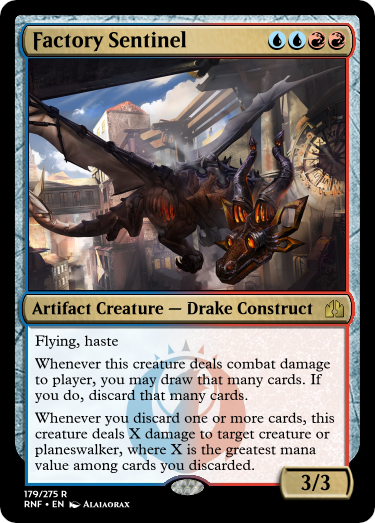 Factory Sentinel
Artifact Creature — Drake Construct
Flying, haste
Whenever this creature deals combat damage
to player, you may draw that many cards. If
you do, discard that many cards.
Whenever you discard one or more cards, this
creature deals X damage to target creature or
planeswalker, where X is the greatest mana
value among cards you discarded.
3/3
179/275 R
RNF • EN Alaiaorax